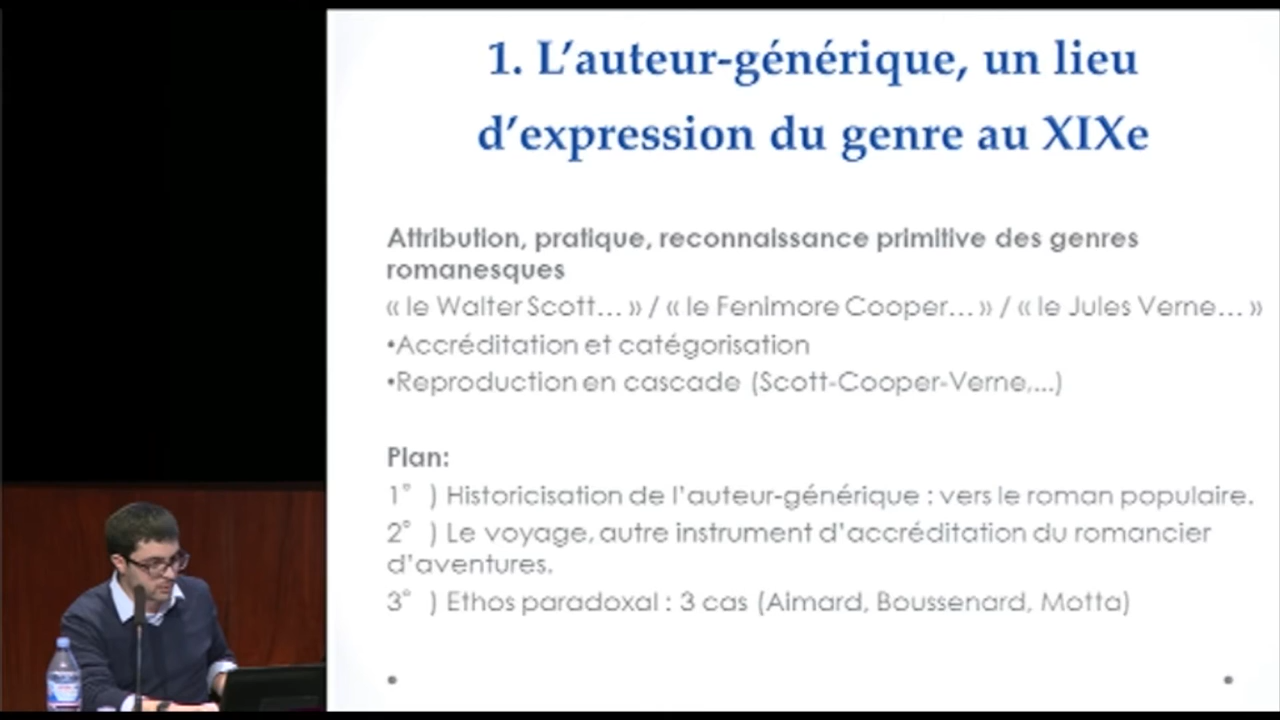 1. L'auteur-générique, un lieu
d'expression du genre au XIXe
Attribution, pratique, reconnaissance primitive des genres
romanesques
« le Walter Scott… » / « le Fenimore Cooper… » / « le Jules Verne… »
•Accréditation et catégorisation
•Reproduction en cascade (Scott-Cooper-Verne,...)
Plan:
1° ) Historicisation de l'auteur-générique : vers le roman populaire.
2° ) Le voyage, autre instrument d'accréditation du romancier
d'aventures.
3° ) Ethos paradoxal : 3 cas (Aimard, Boussenard, Motta)